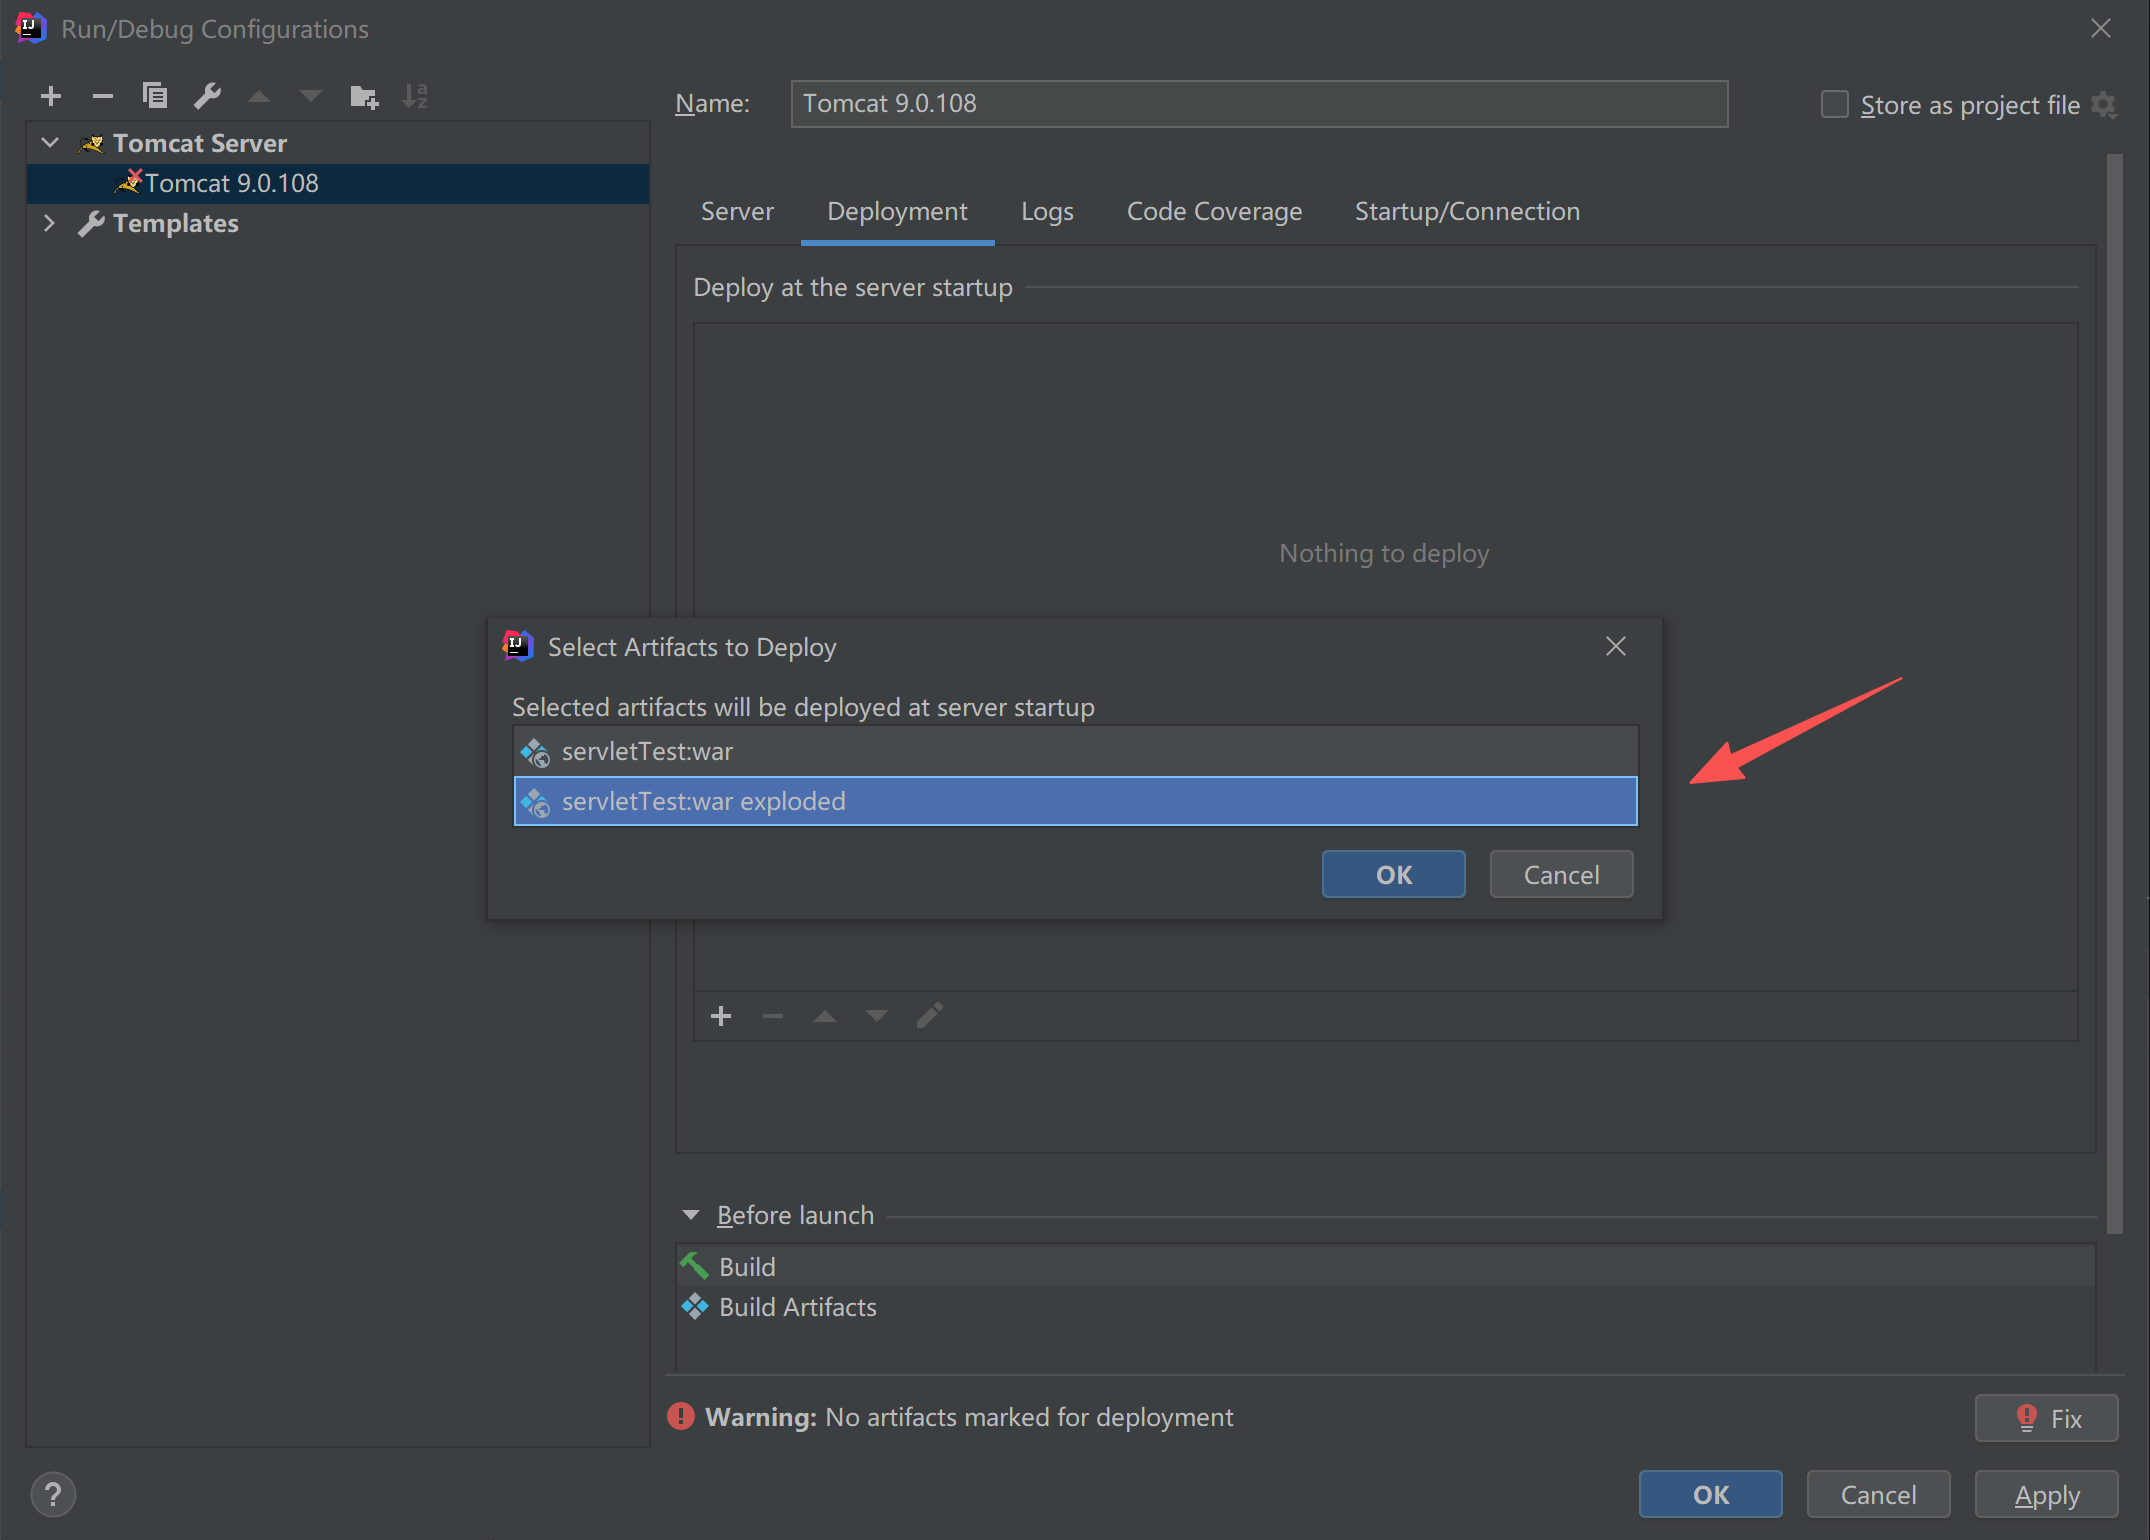 Run/Debug Configurations
Name: Tomcat 9.0.108
Store as project file
Tomcat Server
Tomcat 9.0.108
Templates
Server Deployment Logs Code Coverage Startup/Connection
Deploy at the server startup
Nothing to deploy
Select Artifacts to Deploy
Selected artifacts will be deployed at server startup
servletTest:war
servletTest:war exploded
OK Cancel
Before launch
Build
Build Artifacts
Warning: No artifacts marked for deployment
Fix
? OK Cancel Apply